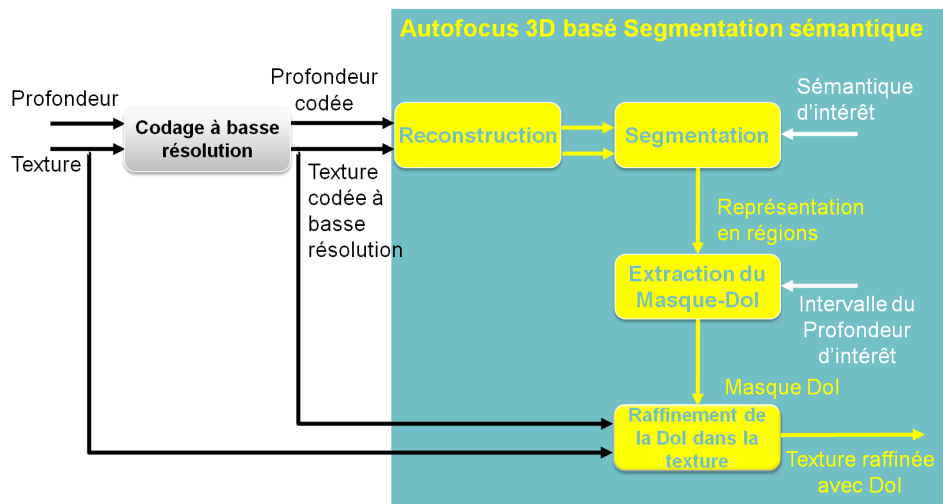 Autofocus 3D basé Segmentation sémantique
Profondeur
Texture
Codage à basse
résolution
Profondeur
codée
Texture
codée à
basse
résolution
Reconstruction
Segmentation
Sémantique
d'intérêt
Représentation
en régions
Extraction du
Masque-DoI
Intervalle du
Profondeur
d'intérêt
Masque DoI
Raffinement de
la DoI dans la
texture
Texture raffinée
avec DoI